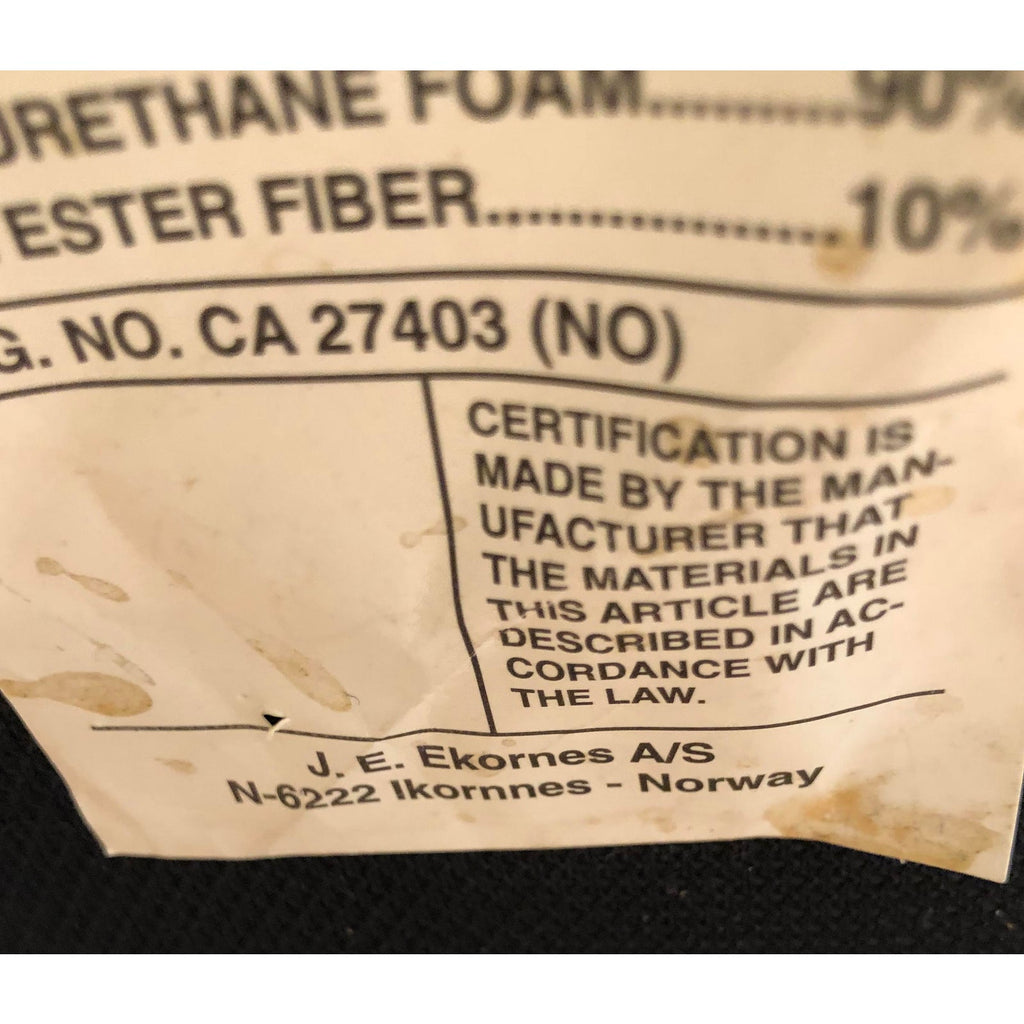 URETHANE FOAM..................90%
ESTER FIBER..............................10%
G. NO. CA 27403 (NO)
CERTIFICATION IS
MADE BY THE MAN-
UFACTURER THAT
THE MATERIALS IN
THIS ARTICLE ARE
DESCRIBED IN AC-
CORDANCE WITH
THE LAW.
J. E. Ekornes A/S
N-6222 Ikornnes - Norway